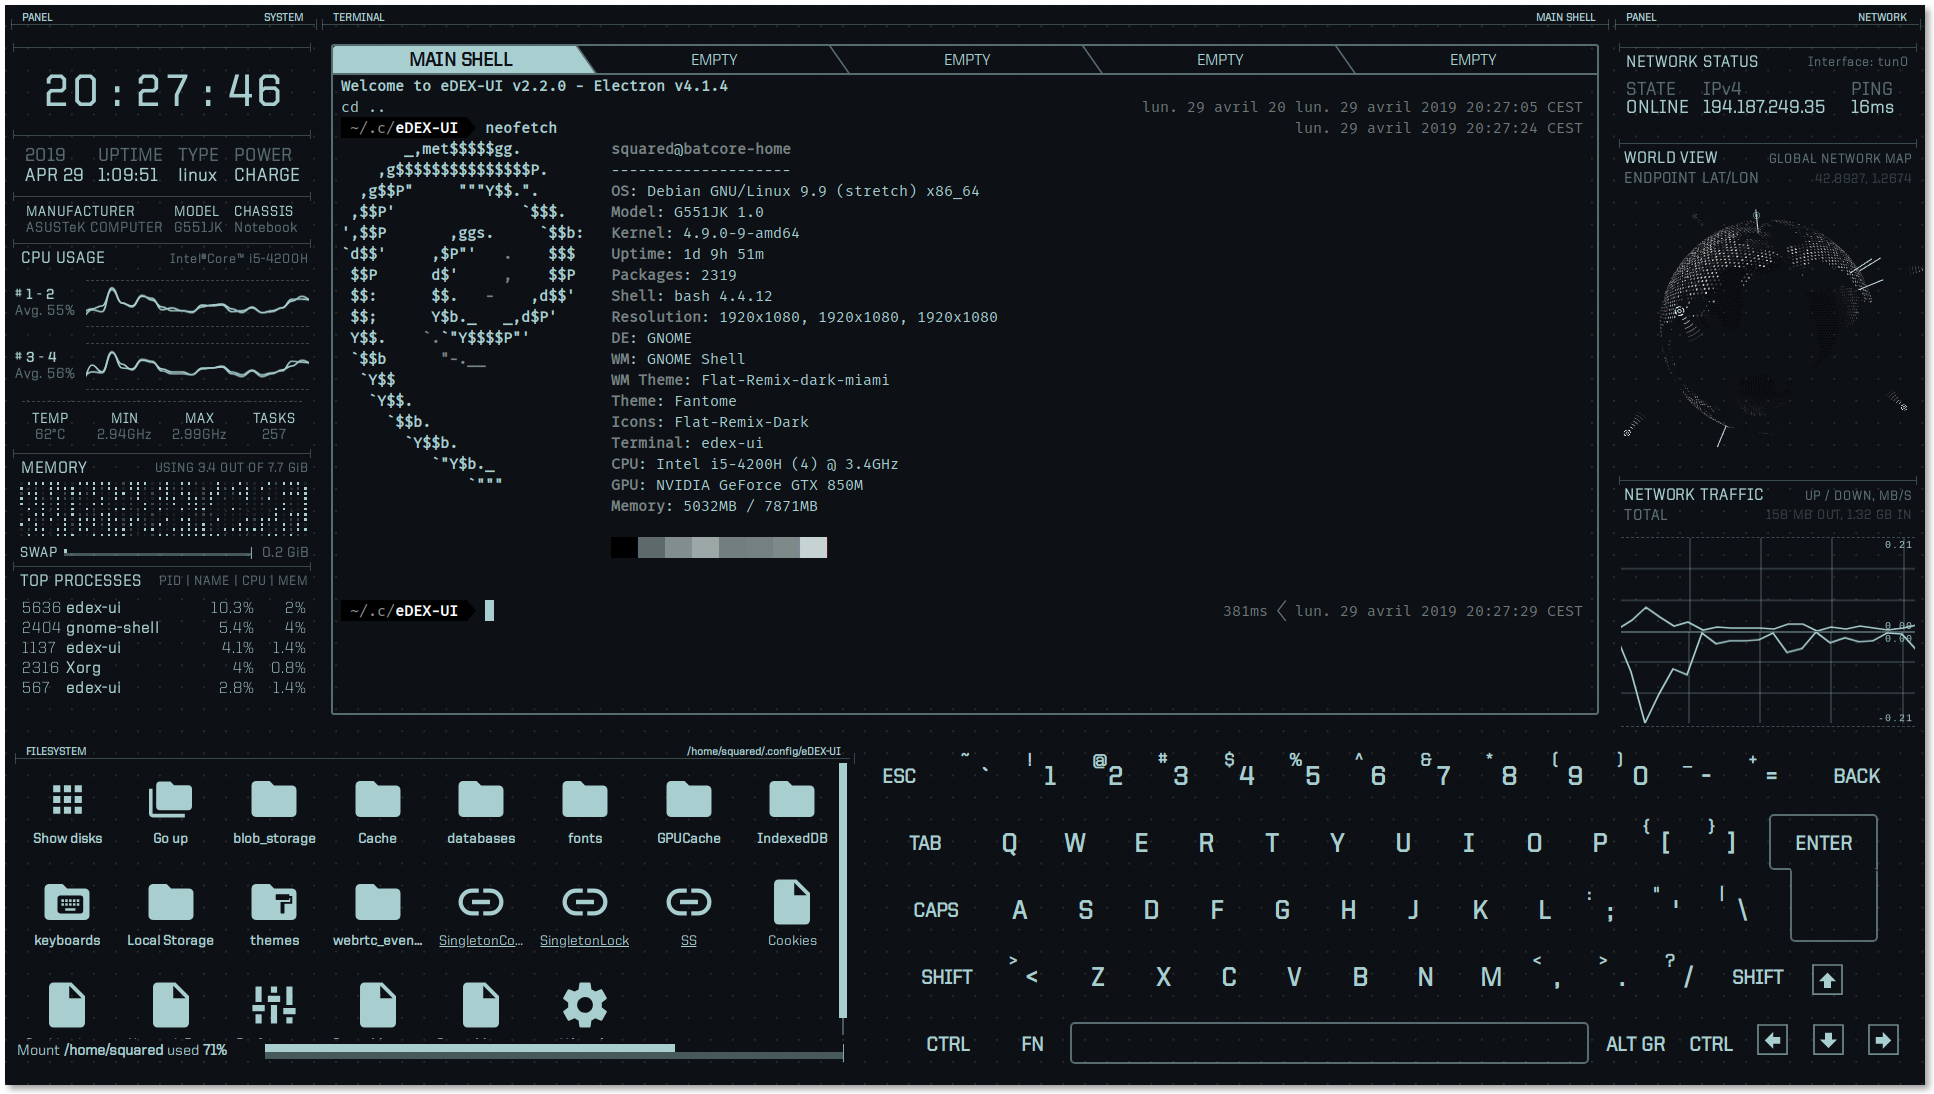 PANEL SYSTEM
20:27:46
2019 UPTIME TYPE POWER
APR 29 1:09:51 linux CHARGE
MANUFACTURER MODEL CHASSIS
ASUSTeK COMPUTER G551JK Notebook
CPU USAGE Intel®Core™ i5-4200H
# 1 - 2
Avg. 55%
# 3 - 4
Avg. 56%
TEMP MIN MAX TASKS
62°C 2.94GHz 2.99GHz 257
MEMORY USING 3.4 OUT OF 7.7 GiB
SWAP 0.2 GiB
TOP PROCESSES PID | NAME | CPU | MEM
5636 edex-ui 10.3% 2%
2404 gnome-shell 5.4% 4%
1137 edex-ui 4.1% 1.4%
2316 Xorg 4% 0.8%
567 edex-ui 2.8% 1.4%
TERMINAL MAIN SHELL
MAIN SHELL EMPTY EMPTY EMPTY EMPTY
Welcome to eDEX-UI v2.2.0 - Electron v4.1.4
cd .. lun. 29 avril 20 lun. 29 avril 2019 20:27:05 CEST
~/.c/eDEX-UI neofetch lun. 29 avril 2019 20:27:24 CEST
_,met$$$$$gg. squared@batcore-home
,g$$$$$$$$$$$$$$$P. --------------------
,g$$P" """Y$$.". OS: Debian GNU/Linux 9.9 (stretch) x86_64
,$$P' `$$$. Model: G551JK 1.0
',$$P ,ggs. `$$b: Kernel: 4.9.0-9-amd64
`d$$' ,$P"' . $$$ Uptime: 1d 9h 51m
$$P d$' , $$P Packages: 2319
$$: $$. - ,d$$' Shell: bash 4.4.12
$$; Y$b._ _,d$P' Resolution: 1920x1080, 1920x1080, 1920x1080
Y$$. `.`"Y$$$$P"' DE: GNOME
`$$b "-.__ WM: GNOME Shell
`Y$$ WM Theme: Flat-Remix-dark-miami
`Y$$. Theme: Fantome
`$$b. Icons: Flat-Remix-Dark
`Y$$b. Terminal: edex-ui
`"Y$b._ CPU: Intel i5-4200H (4) @ 3.4GHz
`""" GPU: NVIDIA GeForce GTX 850M
Memory: 5032MB / 7871MB
~/.c/eDEX-UI 381ms lun. 29 avril 2019 20:27:29 CEST
PANEL NETWORK
NETWORK STATUS Interface: tun0
STATE IPv4 PING
ONLINE 194.187.249.35 16ms
WORLD VIEW GLOBAL NETWORK MAP
ENDPOINT LAT/LON 42.8927, 1.2674
NETWORK TRAFFIC UP / DOWN, MB/S
TOTAL 158 MB OUT, 1.32 GB IN
0.21
0.00
0.00
-0.21
FILESYSTEM /home/squared/.config/eDEX-UI
Show disks Go up blob_storage Cache databases fonts GPUCache IndexedDB
keyboards Local Storage themes webrtc_even... SingletonCo... SingletonLock SS Cookies
Mount /home/squared used 71%
ESC ~ ` ! 1 @ 2 # 3 $ 4 % 5 ^ 6 & 7 * 8 ( 9 ) 0 _ - + = BACK
TAB Q W E R T Y U I O P { [ } ] ENTER
CAPS A S D F G H J K L : ; " ' | \
SHIFT > < Z X C V B N M < , > . ? / SHIFT
CTRL FN ALT GR CTRL